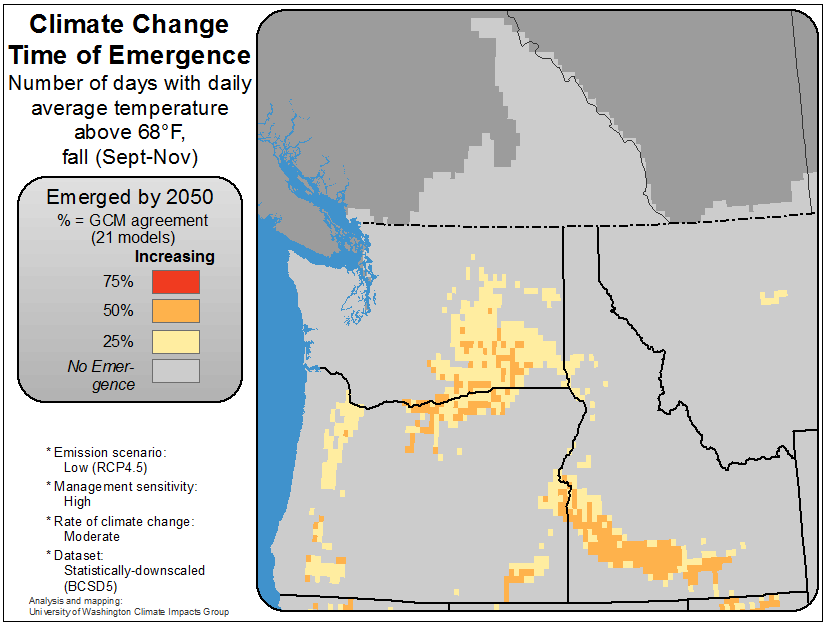 Climate Change
Time of Emergence
Number of days with daily
average temperature
above 68°F,
fall (Sept-Nov)
Emerged by 2050
% = GCM agreement
(21 models)
Increasing
75%
50%
25%
No Emer-
gence
* Emission scenario:
Low (RCP4.5)
* Management sensitivity:
High
* Rate of climate change:
Moderate
* Dataset:
Statistically-downscaled
(BCSD5)
Analysis and mapping:
University of Washington Climate Impacts Group